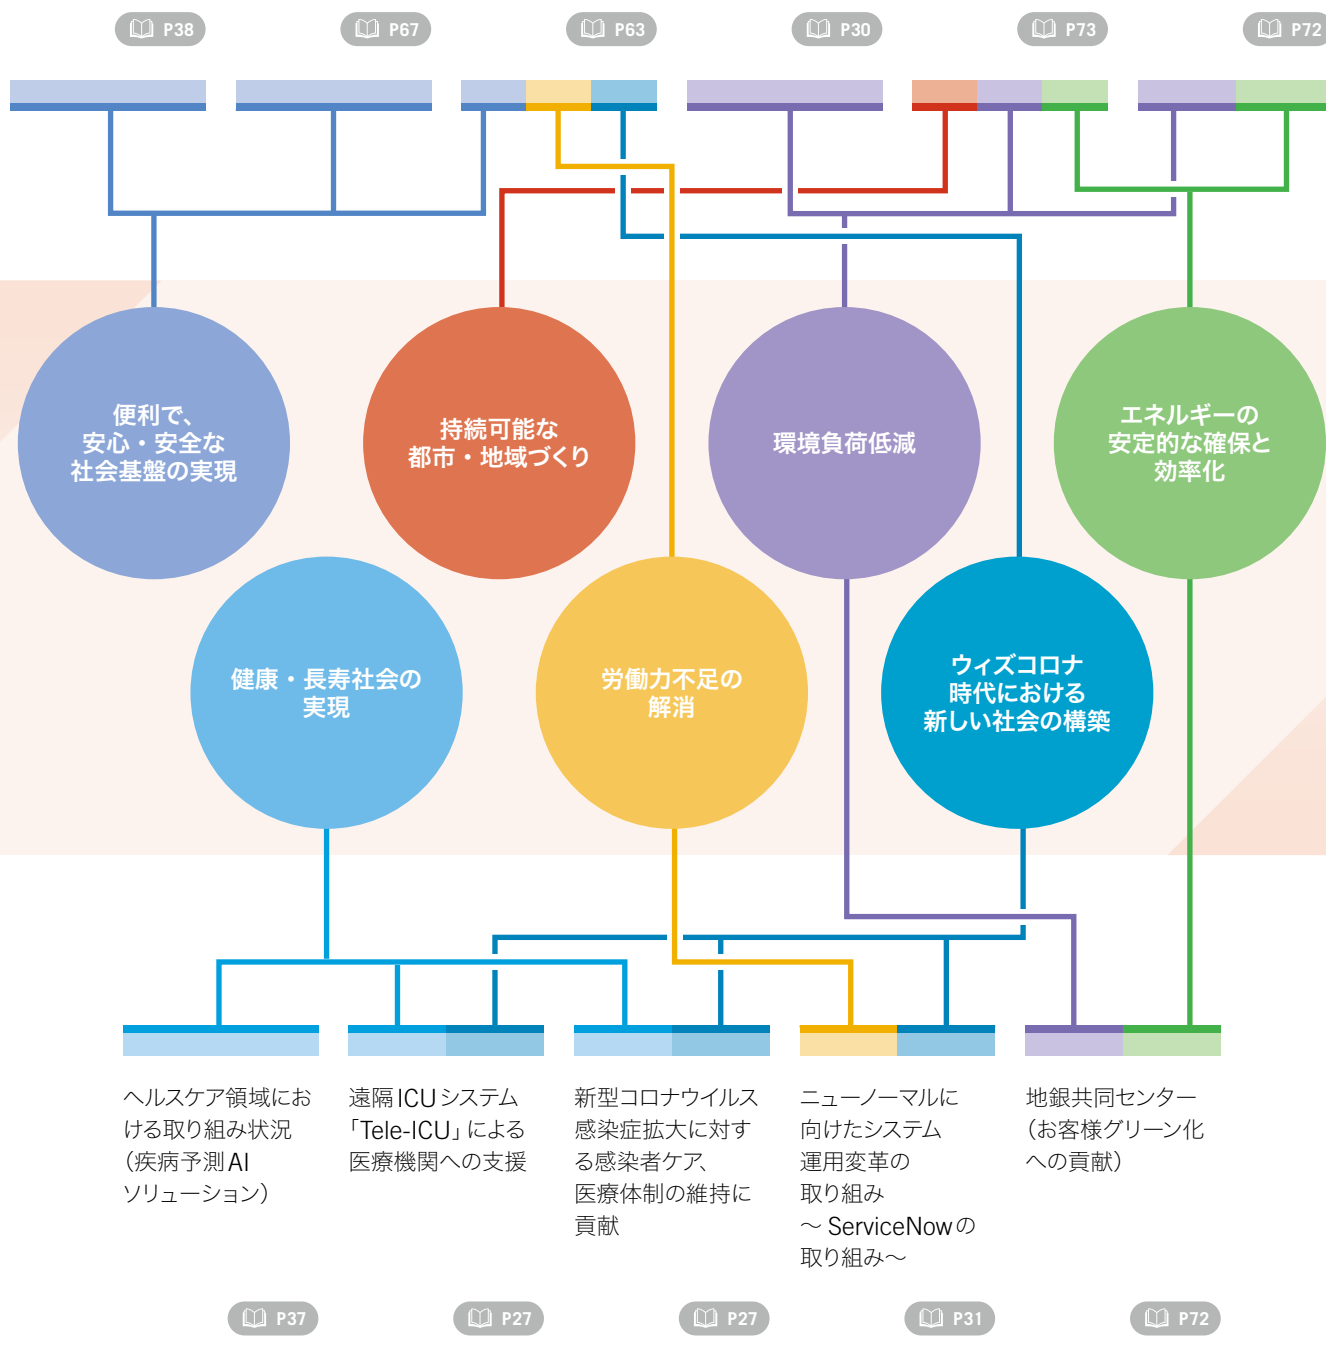 P38
P67
P63
P30
P73
P72
便利で、
安心・安全な
社会基盤の実現
持続可能な
都市・地域づくり
環境負荷低減
エネルギーの
安定的な確保と
効率化
健康・長寿社会の
実現
労働力不足の
解消
ウィズコロナ
時代における
新しい社会の構築
ヘルスケア領域にお
ける取り組み状況
（疾病予測AI
ソリューション）
遠隔ICUシステム
「Tele-ICU」による
医療機関への支援
新型コロナウイルス
感染症拡大に対す
る感染者ケア、
医療体制の維持に
貢献
ニューノーマルに
向けたシステム
運用変革の
取り組み
～ ServiceNowの
取り組み～
地銀共同センター
（お客様グリーン化
への貢献）
P37
P27
P27
P31
P72